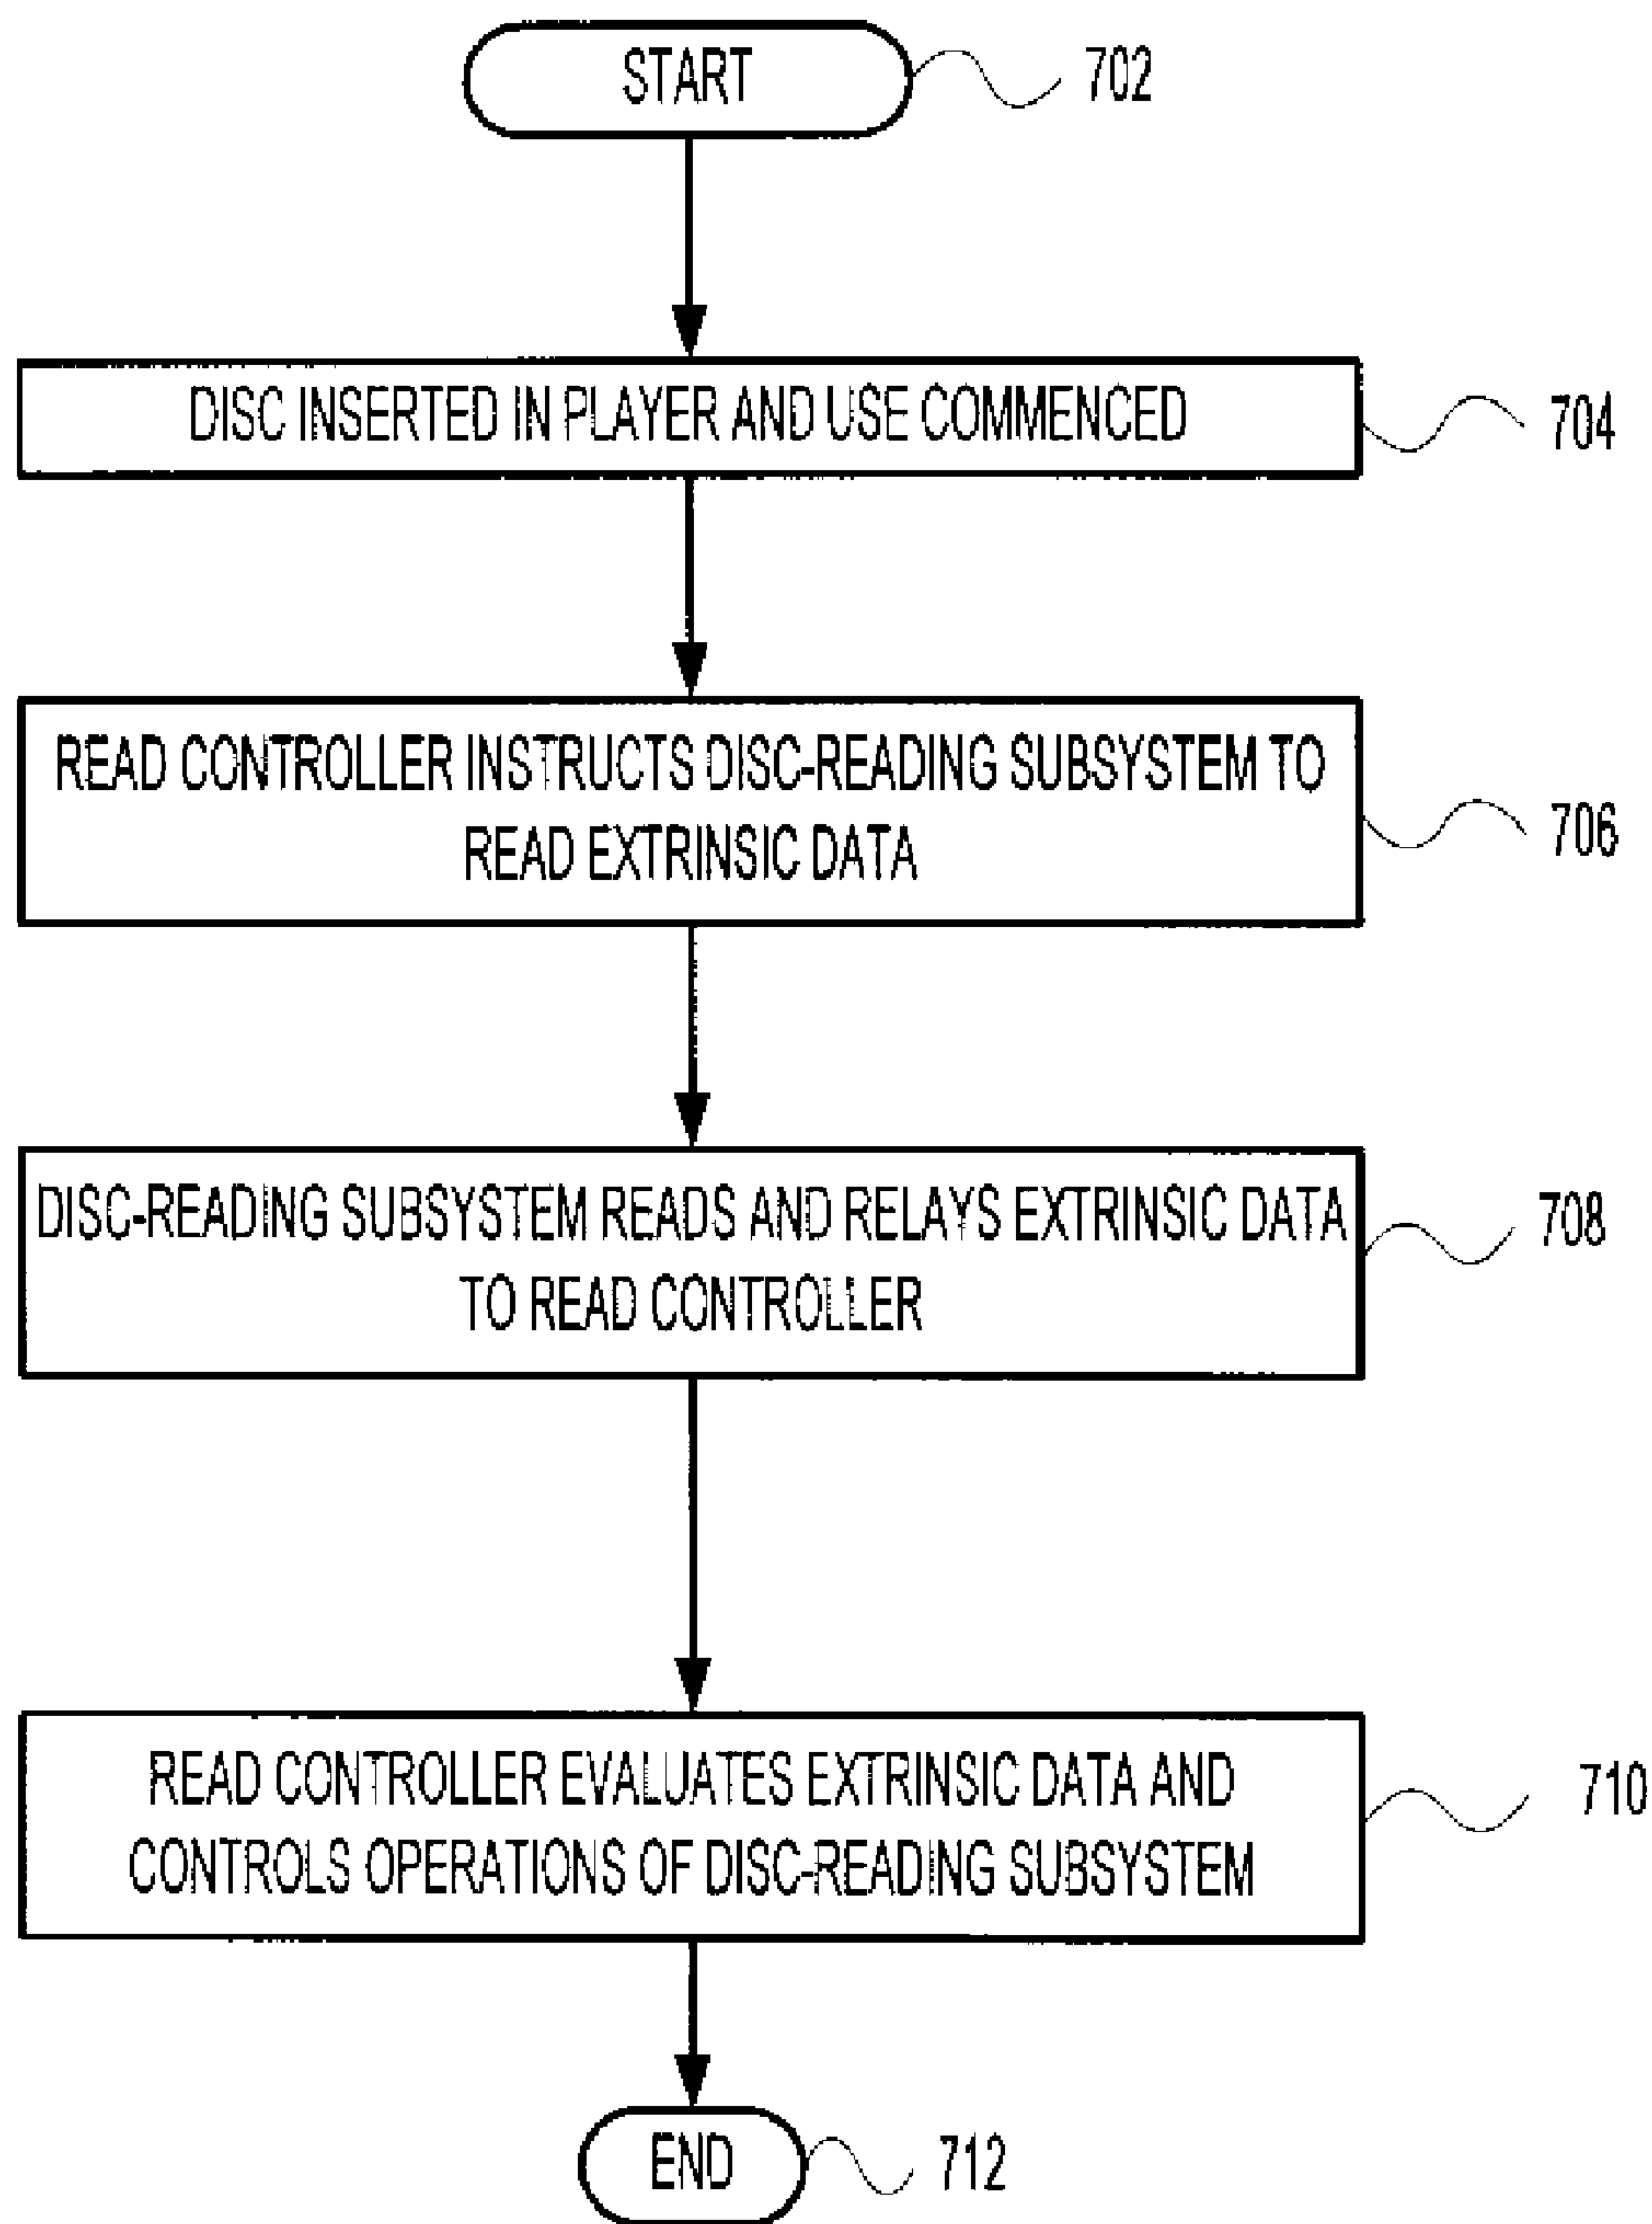 START
702
DISC INSERTED IN PLAYER AND USE COMMENCED
704
READ CONTROLLER INSTRUCTS DISC-READING SUBSYSTEM TO
READ EXTRINSIC DATA
706
DISC-READING SUBSYSTEM READS AND RELAYS EXTRINSIC DATA
TO READ CONTROLLER
708
READ CONTROLLER EVALUATES EXTRINSIC DATA AND
CONTROLS OPERATIONS OF DISC-READING SUBSYSTEM
710
END
712